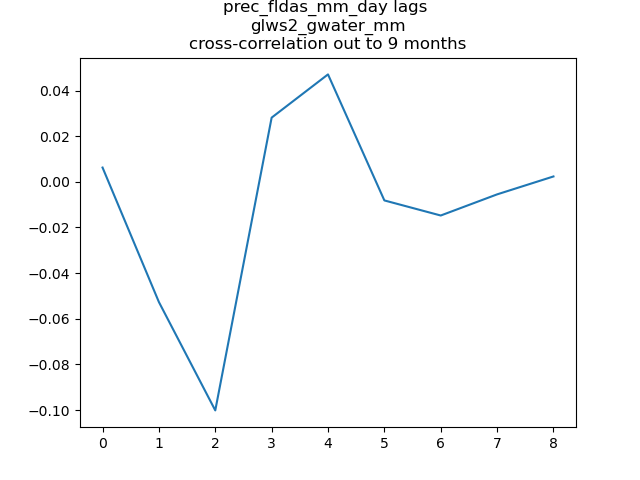 prec_fldas_mm_day lags
glws2_gwater_mm
cross-correlation out to 9 months
0.04
0.02
0.00
−0.02
−0.04
−0.06
−0.08
−0.10
0 1 2 3 4 5 6 7 8